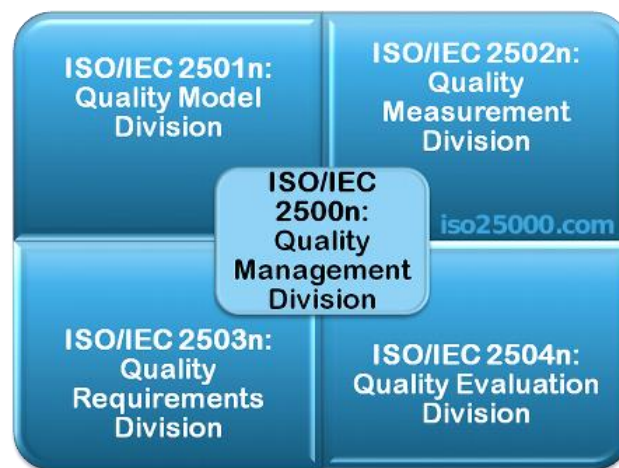 ISO/IEC 2501n:
Quality Model
Division
ISO/IEC 2502n:
Quality
Measurement
Division
ISO/IEC
2500n:
Quality
Management
Division
iso25000.com
ISO/IEC 2503n:
Quality
Requirements
Division
ISO/IEC 2504n:
Quality Evaluation
Division